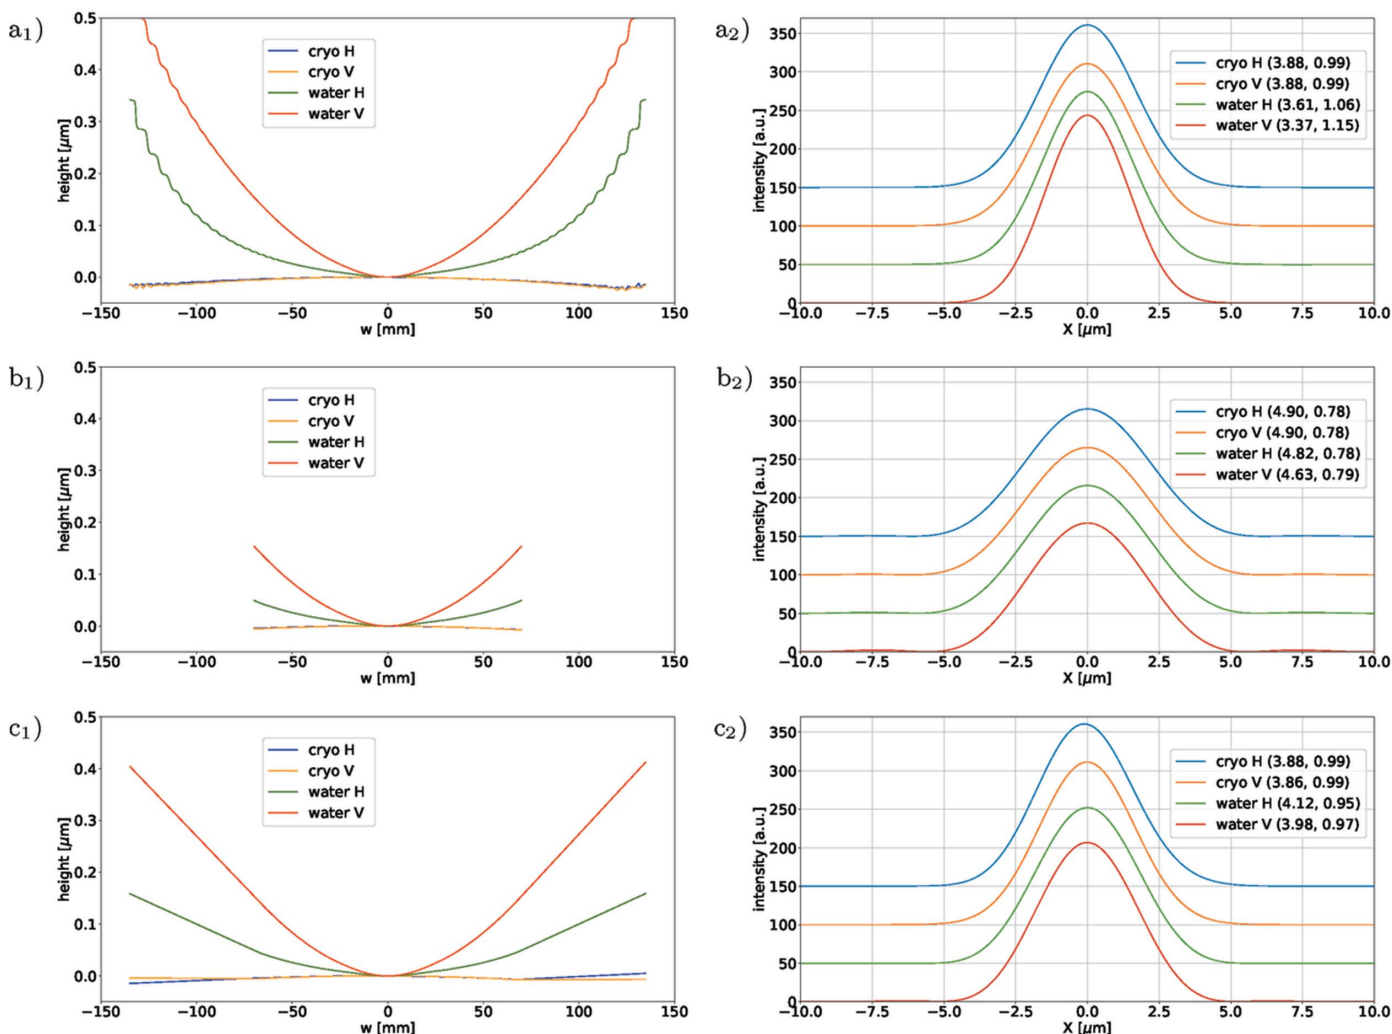 a1)
0.5
0.4
0.3
0.2
0.1
0.0
height [μm]
cryo H
cryo V
water H
water V
−150 −100 −50 0 50 100 150
w [mm]
a2)
350
300
250
200
150
100
50
0
intensity [a.u.]
cryo H (3.88, 0.99)
cryo V (3.88, 0.99)
water H (3.61, 1.06)
water V (3.37, 1.15)
−10.0 −7.5 −5.0 −2.5 0.0 2.5 5.0 7.5 10.0
X [μm]
b1)
0.5
0.4
0.3
0.2
0.1
0.0
height [μm]
cryo H
cryo V
water H
water V
−150 −100 −50 0 50 100 150
w [mm]
b2)
350
300
250
200
150
100
50
0
intensity [a.u.]
cryo H (4.90, 0.78)
cryo V (4.90, 0.78)
water H (4.82, 0.78)
water V (4.63, 0.79)
−10.0 −7.5 −5.0 −2.5 0.0 2.5 5.0 7.5 10.0
X [μm]
c1)
0.5
0.4
0.3
0.2
0.1
0.0
height [μm]
cryo H
cryo V
water H
water V
−150 −100 −50 0 50 100 150
w [mm]
c2)
350
300
250
200
150
100
50
0
intensity [a.u.]
cryo H (3.88, 0.99)
cryo V (3.86, 0.99)
water H (4.12, 0.95)
water V (3.98, 0.97)
−10.0 −7.5 −5.0 −2.5 0.0 2.5 5.0 7.5 10.0
X [μm]